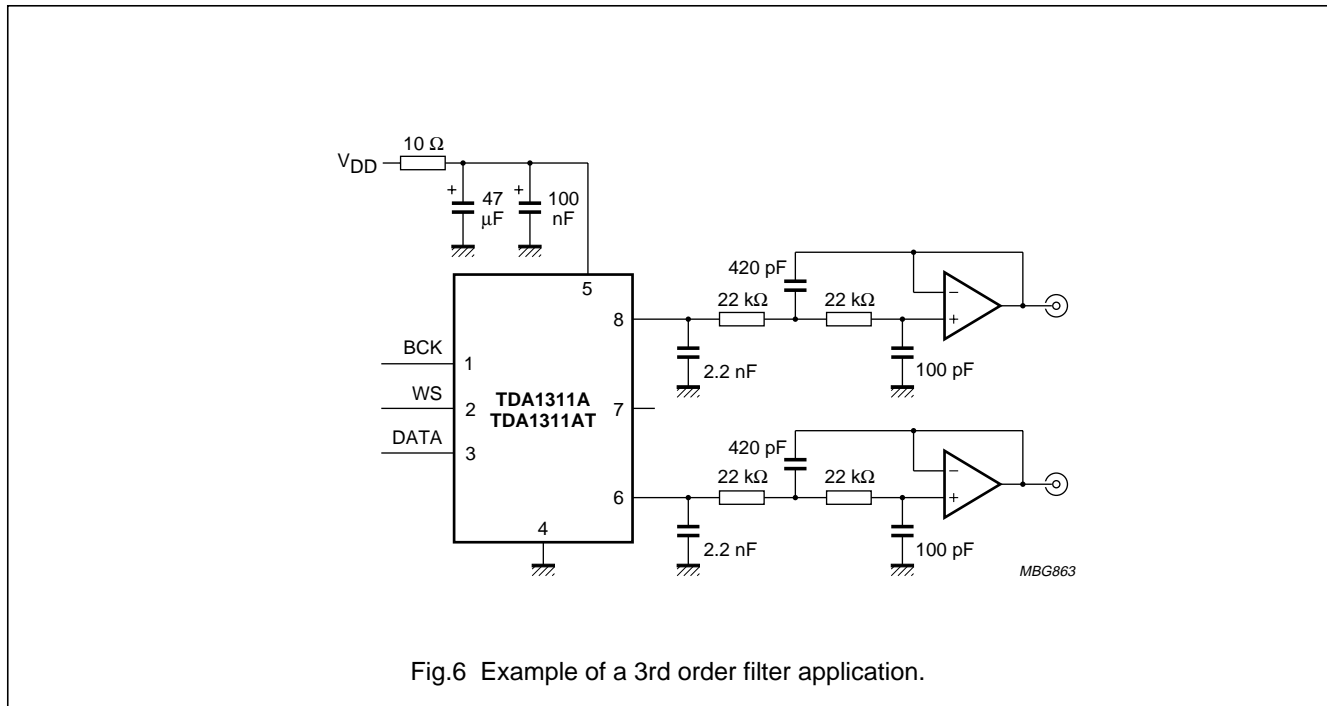 10 Ω
VDD
+
47
μF
+
100
nF
5
8
420 pF
22 kΩ
22 kΩ
−
+
2.2 nF
100 pF
BCK
1
WS
2
TDA1311A
TDA1311AT
7
DATA
3
420 pF
22 kΩ
22 kΩ
−
+
6
4
2.2 nF
100 pF
MBG863
Fig.6 Example of a 3rd order filter application.